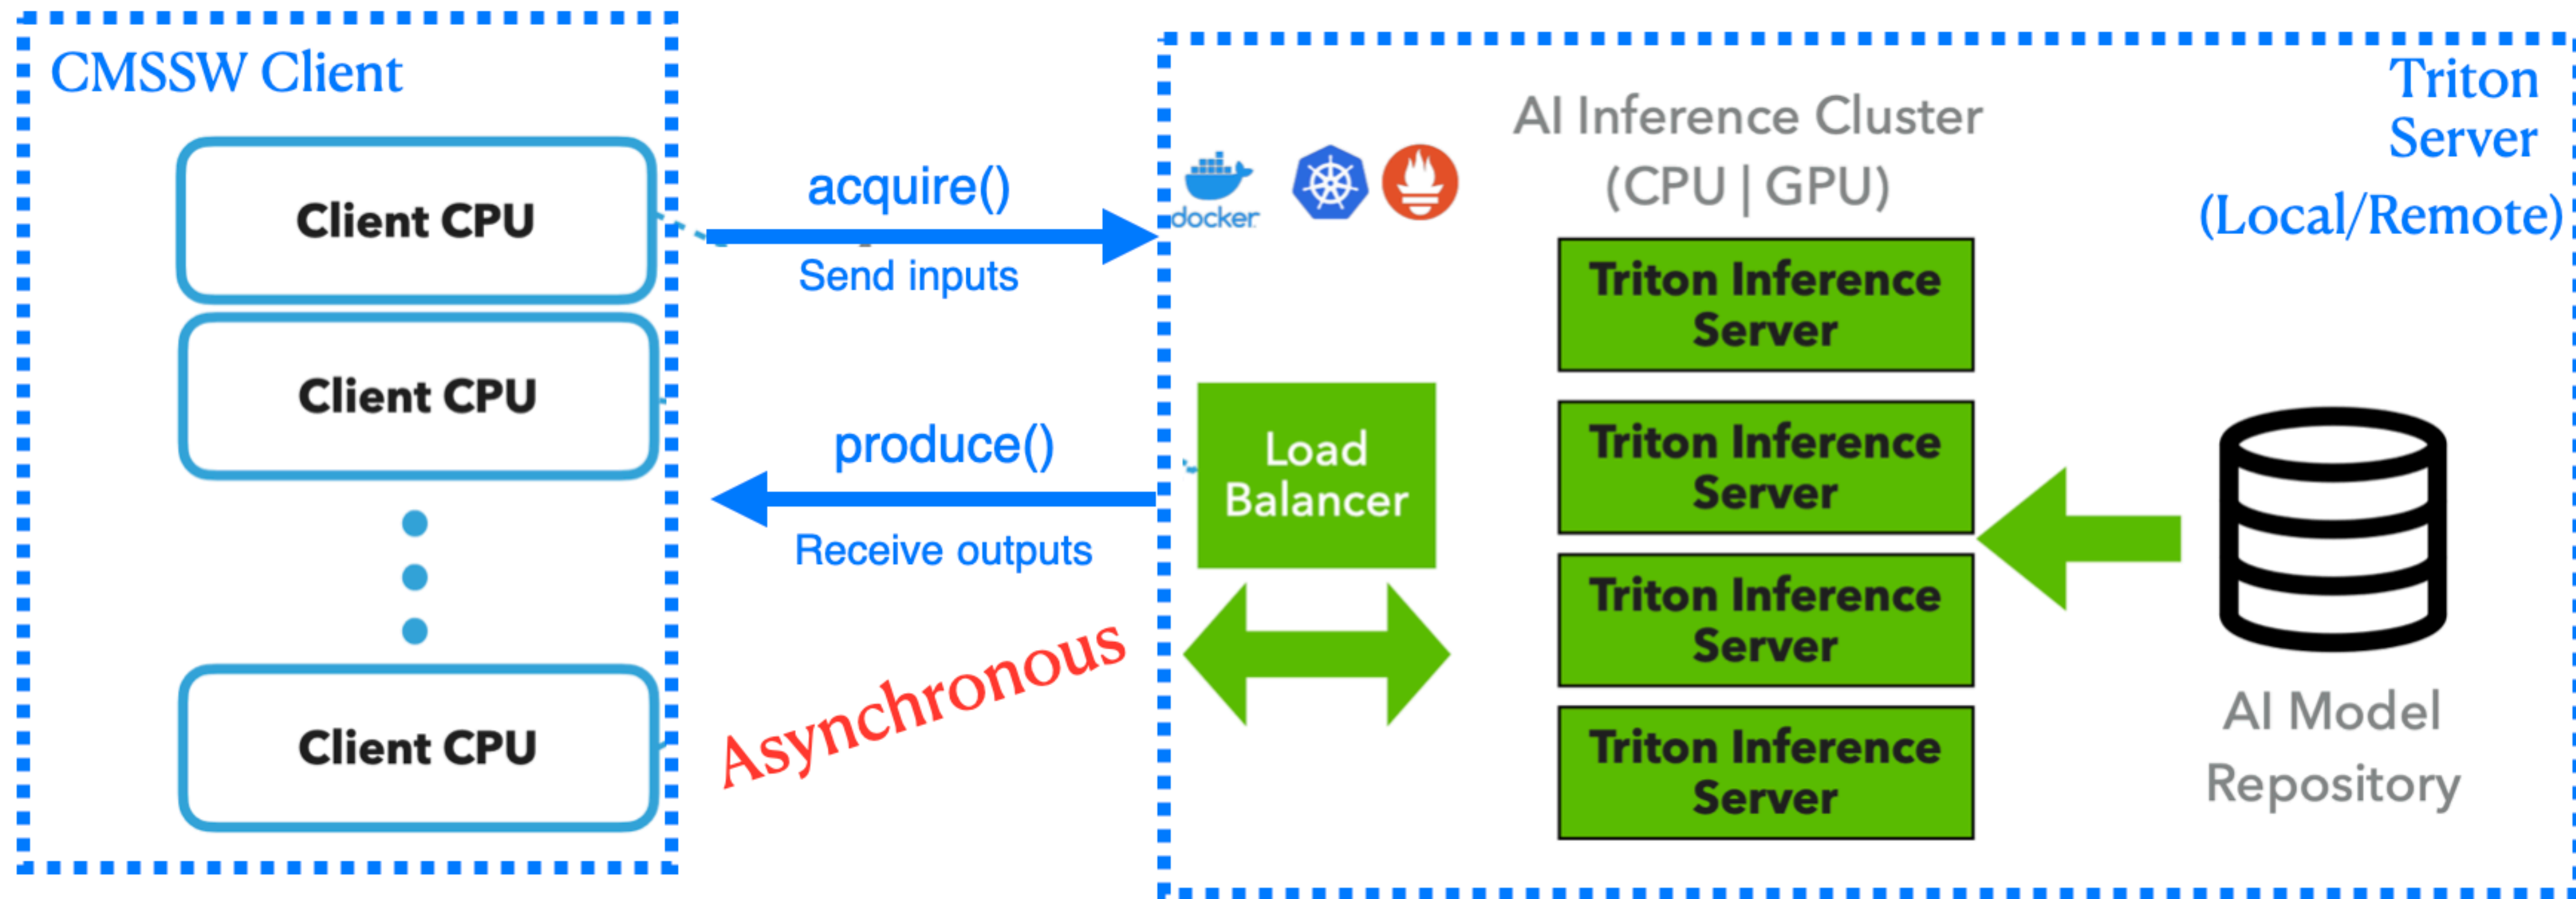 CMSSW Client
Client CPU
Client CPU
Client CPU
acquire()
Send inputs
produce()
Receive outputs
Asynchronous
docker
Load
Balancer
AI Inference Cluster
(CPU | GPU)
Triton Inference
Server
Triton Inference
Server
Triton Inference
Server
Triton Inference
Server
Triton
Server
(Local/Remote)
AI Model
Repository